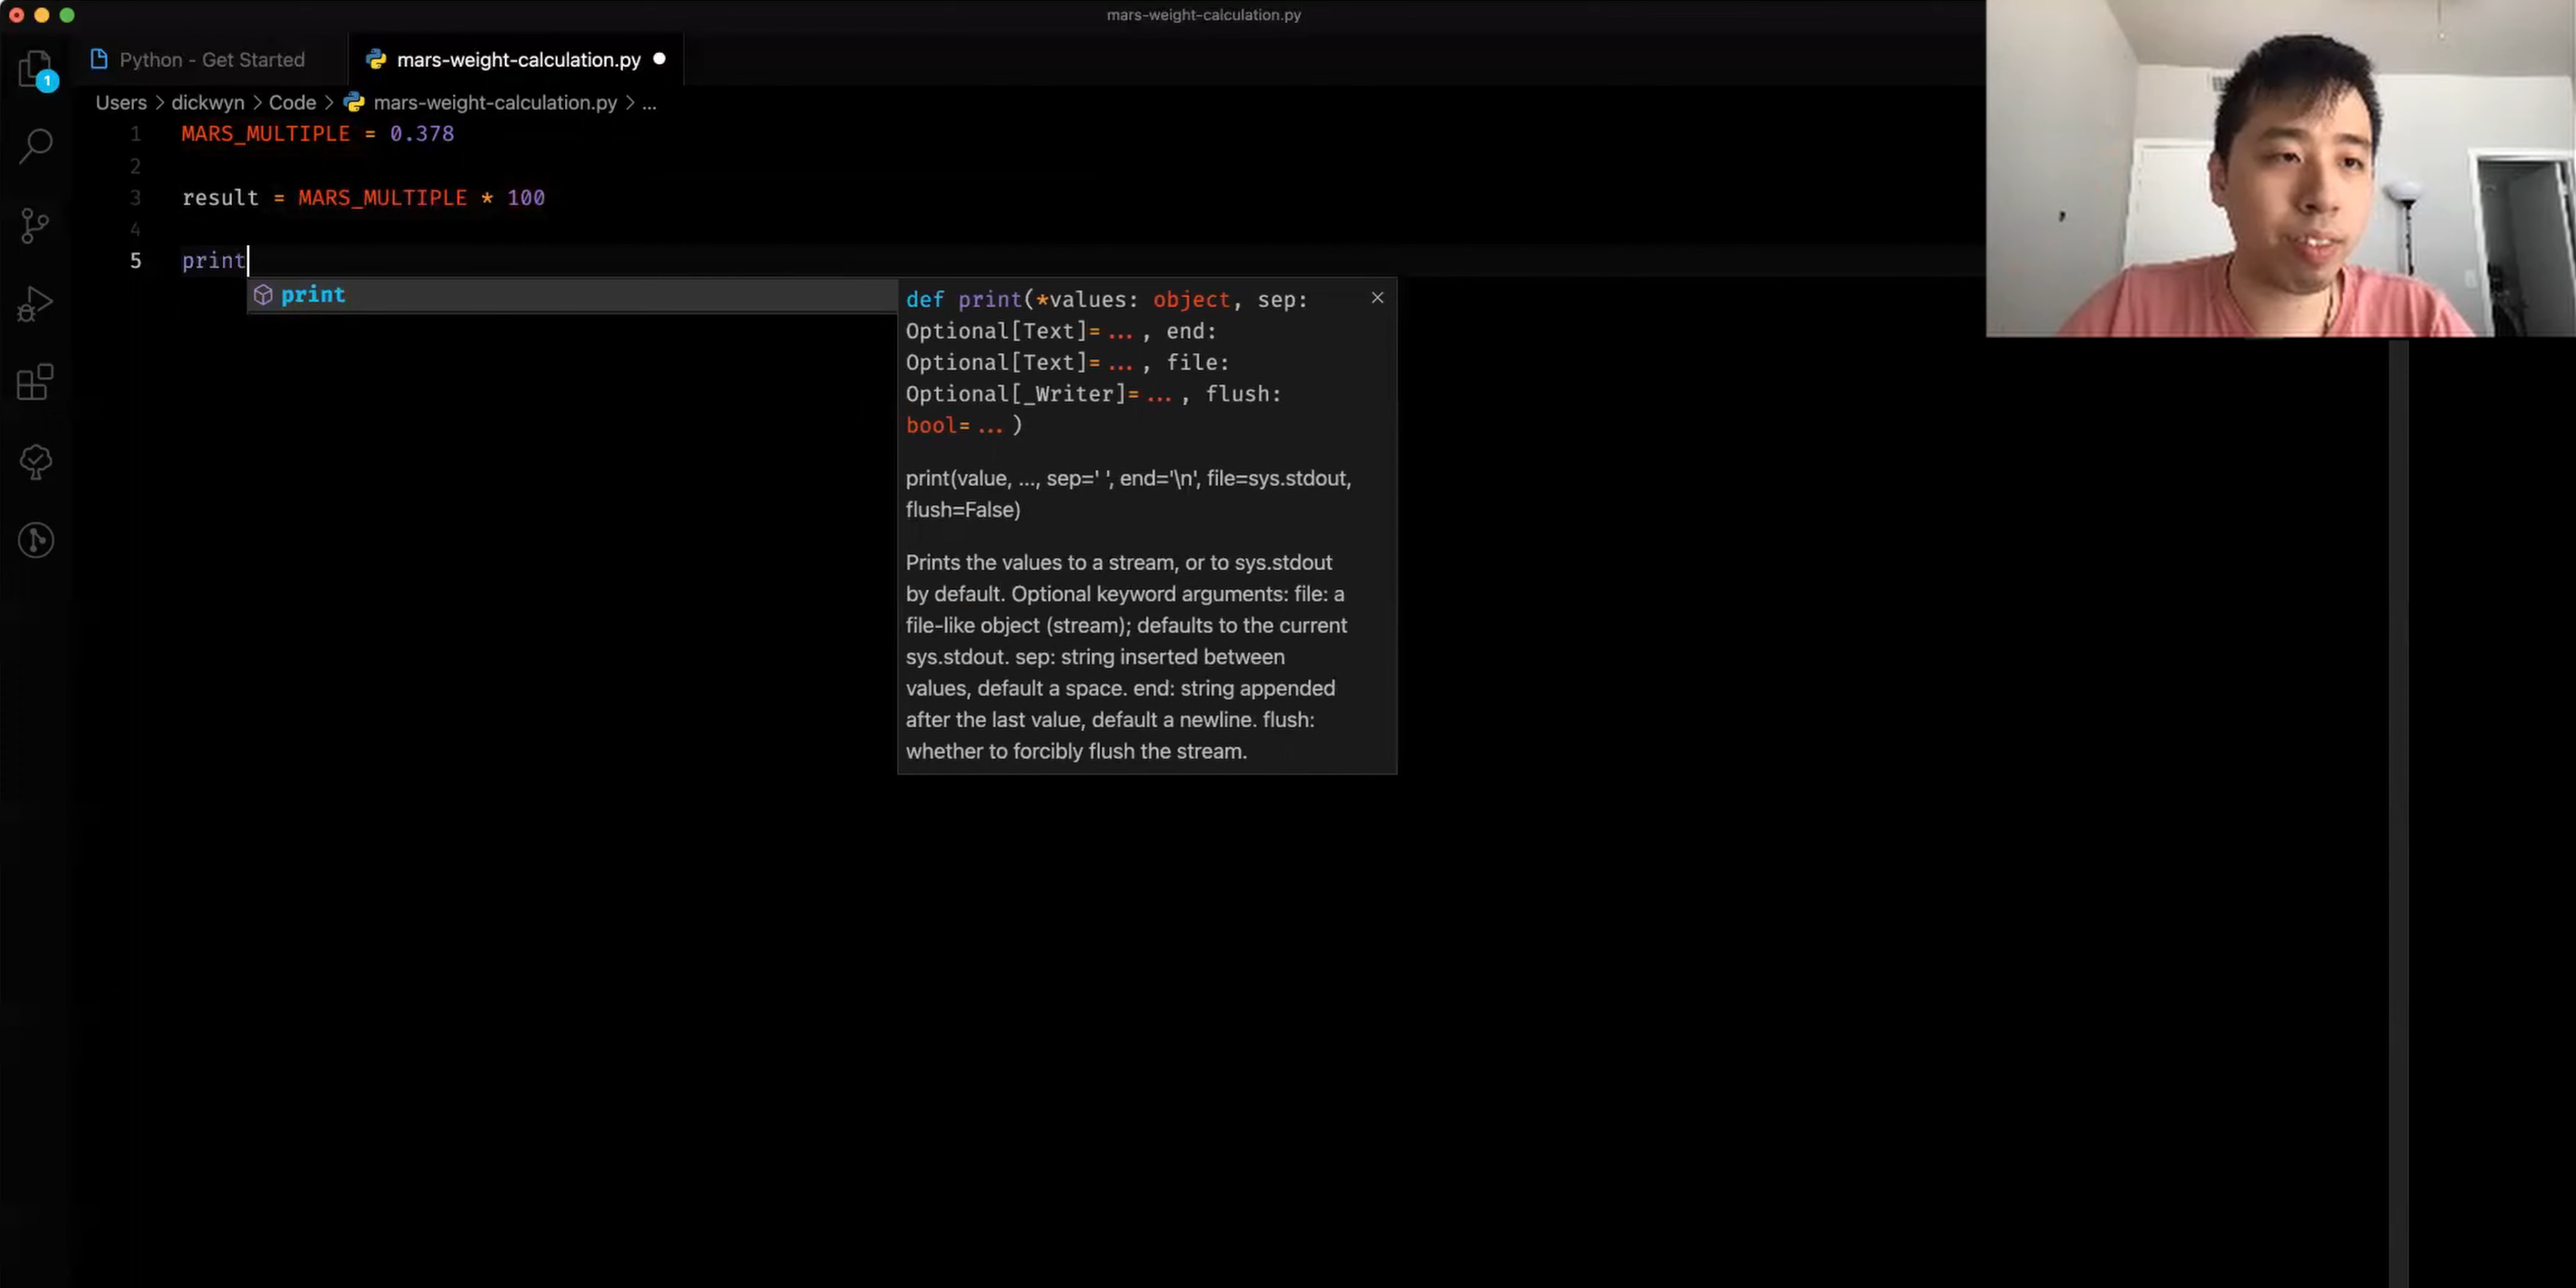 mars-weight-calculation.py
Python - Get Started
mars-weight-calculation.py
1
Users > dickwyn > Code > mars-weight-calculation.py > ...
1 MARS_MULTIPLE = 0.378
2
3 result = MARS_MULTIPLE * 100
4
5 print
print
def print(*values: object, sep:
Optional[Text]= ... , end:
Optional[Text]= ... , file:
Optional[_Writer]= ... , flush:
bool= ... )
print(value, ..., sep=' ', end='\n', file=sys.stdout,
flush=False)
Prints the values to a stream, or to sys.stdout
by default. Optional keyword arguments: file: a
file-like object (stream); defaults to the current
sys.stdout. sep: string inserted between
values, default a space. end: string appended
after the last value, default a newline. flush:
whether to forcibly flush the stream.